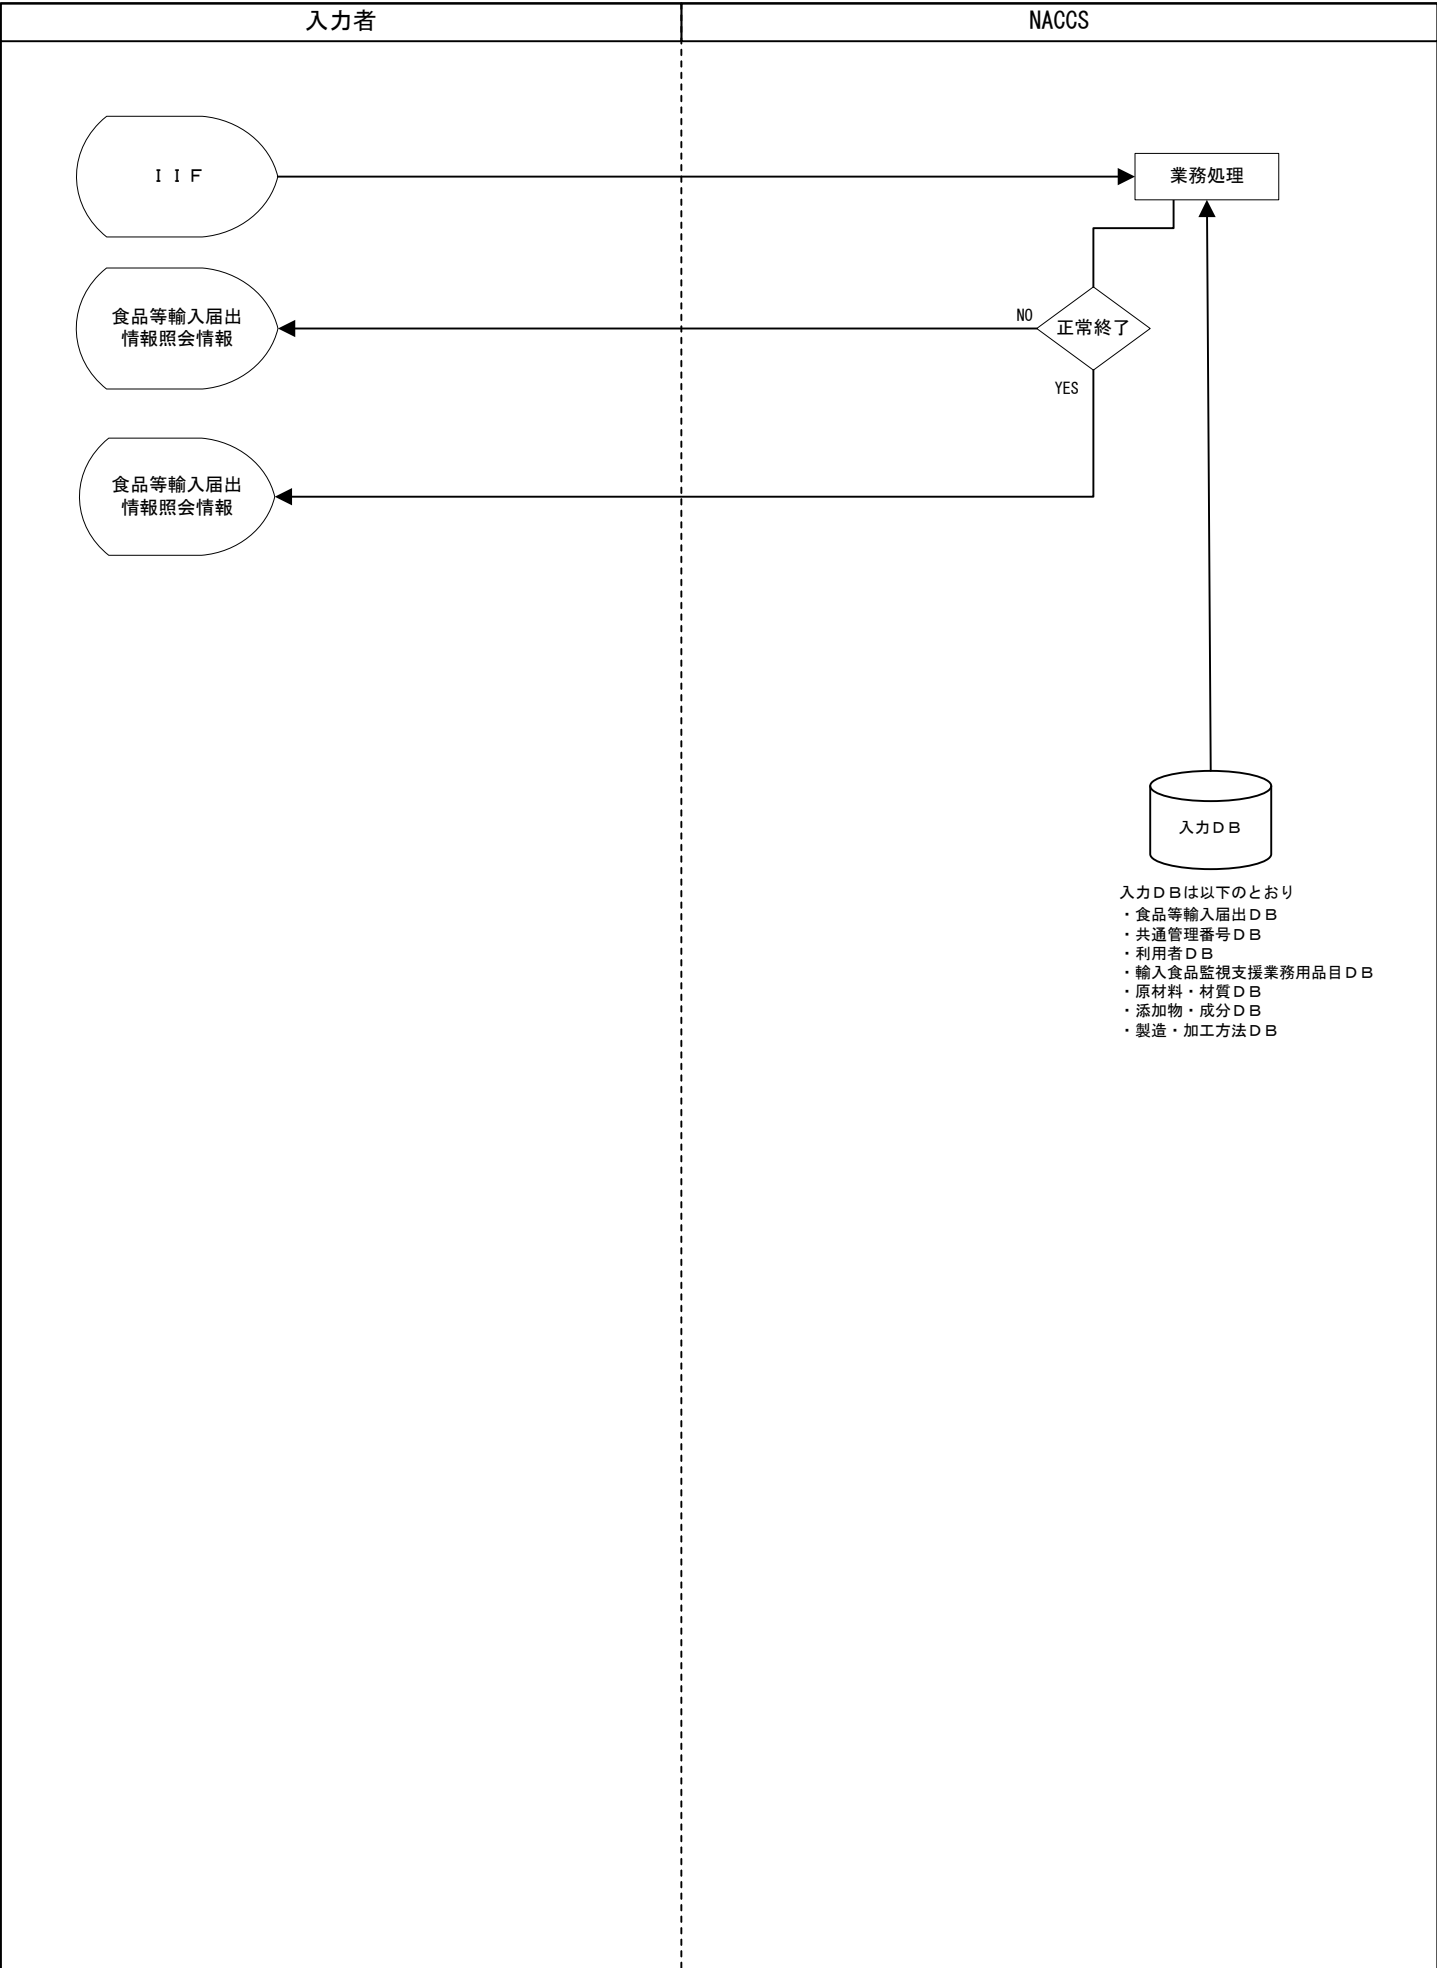 入力者
NACCS
ＩＩＦ
業務処理
食品等輸入届出
情報照会情報
NO
正常終了
YES
食品等輸入届出
情報照会情報
入力ＤＢ
入力ＤＢは以下のとおり
・食品等輸入届出ＤＢ
・共通管理番号ＤＢ
・利用者ＤＢ
・輸入食品監視支援業務用品目ＤＢ
・原材料・材質ＤＢ
・添加物・成分ＤＢ
・製造・加工方法ＤＢ